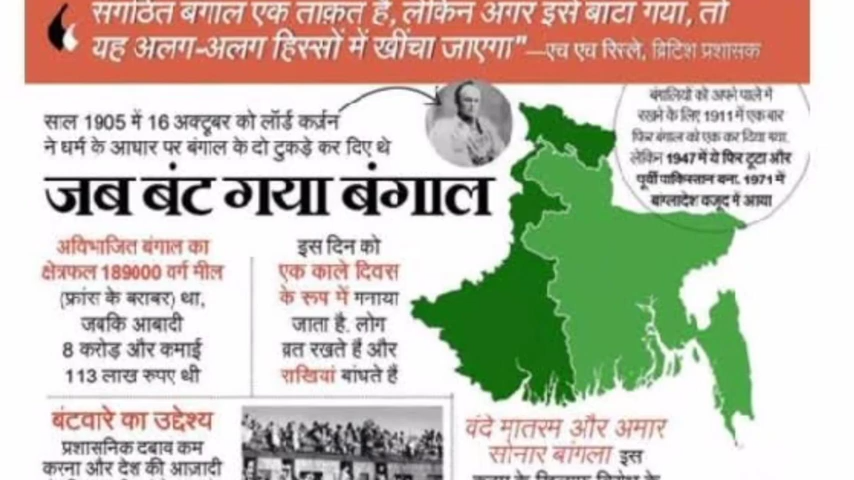 संगठित बंगाल एक ताक़त है, लेकिन अगर इसे बांटा गया, तो
यह अलग-अलग हिस्सों में खींचा जाएगा"—एच एच रिस्ले, ब्रिटिश प्रशासक
साल 1905 में 16 अक्टूबर को लॉर्ड कर्ज़न
ने धर्म के आधार पर बंगाल के दो टुकड़े कर दिए थे
जब बंट गया बंगाल
बंगालियों को अपने पाले में
रखने के लिए 1911 में एक बार
फिर बंगाल को एक कर दिया गया.
लेकिन 1947 में ये फिर टूटा और
पूर्वी पाकिस्तान बना. 1971 में
बांग्लादेश वजूद में आया
अविभाजित बंगाल का
क्षेत्रफल 189000 वर्ग मील
(फ्रांस के बराबर) था,
जबकि आबादी
8 करोड़ और कमाई
113 लाख रुपए थी
इस दिन को
एक काले दिवस
के रूप में गनाया
जाता है. लोग
व्रत रखते हैं और
राखियां बांधते हैं
बंटवारे का उद्देश्य
प्रशासनिक दबाव कम
करना और देश की आज़ादी
वंदे मातरम और अमार
सोनार बांगला इस